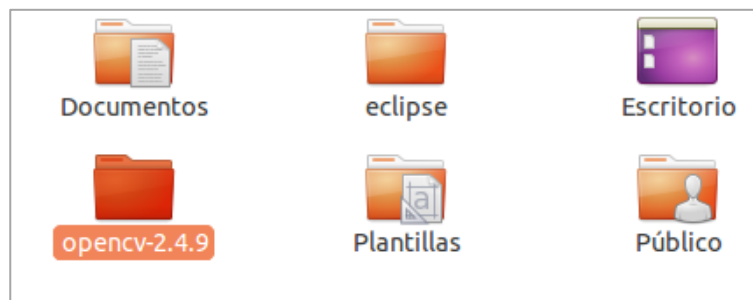 Documentos
eclipse
Escritorio
opencv-2.4.9
Plantillas
Público